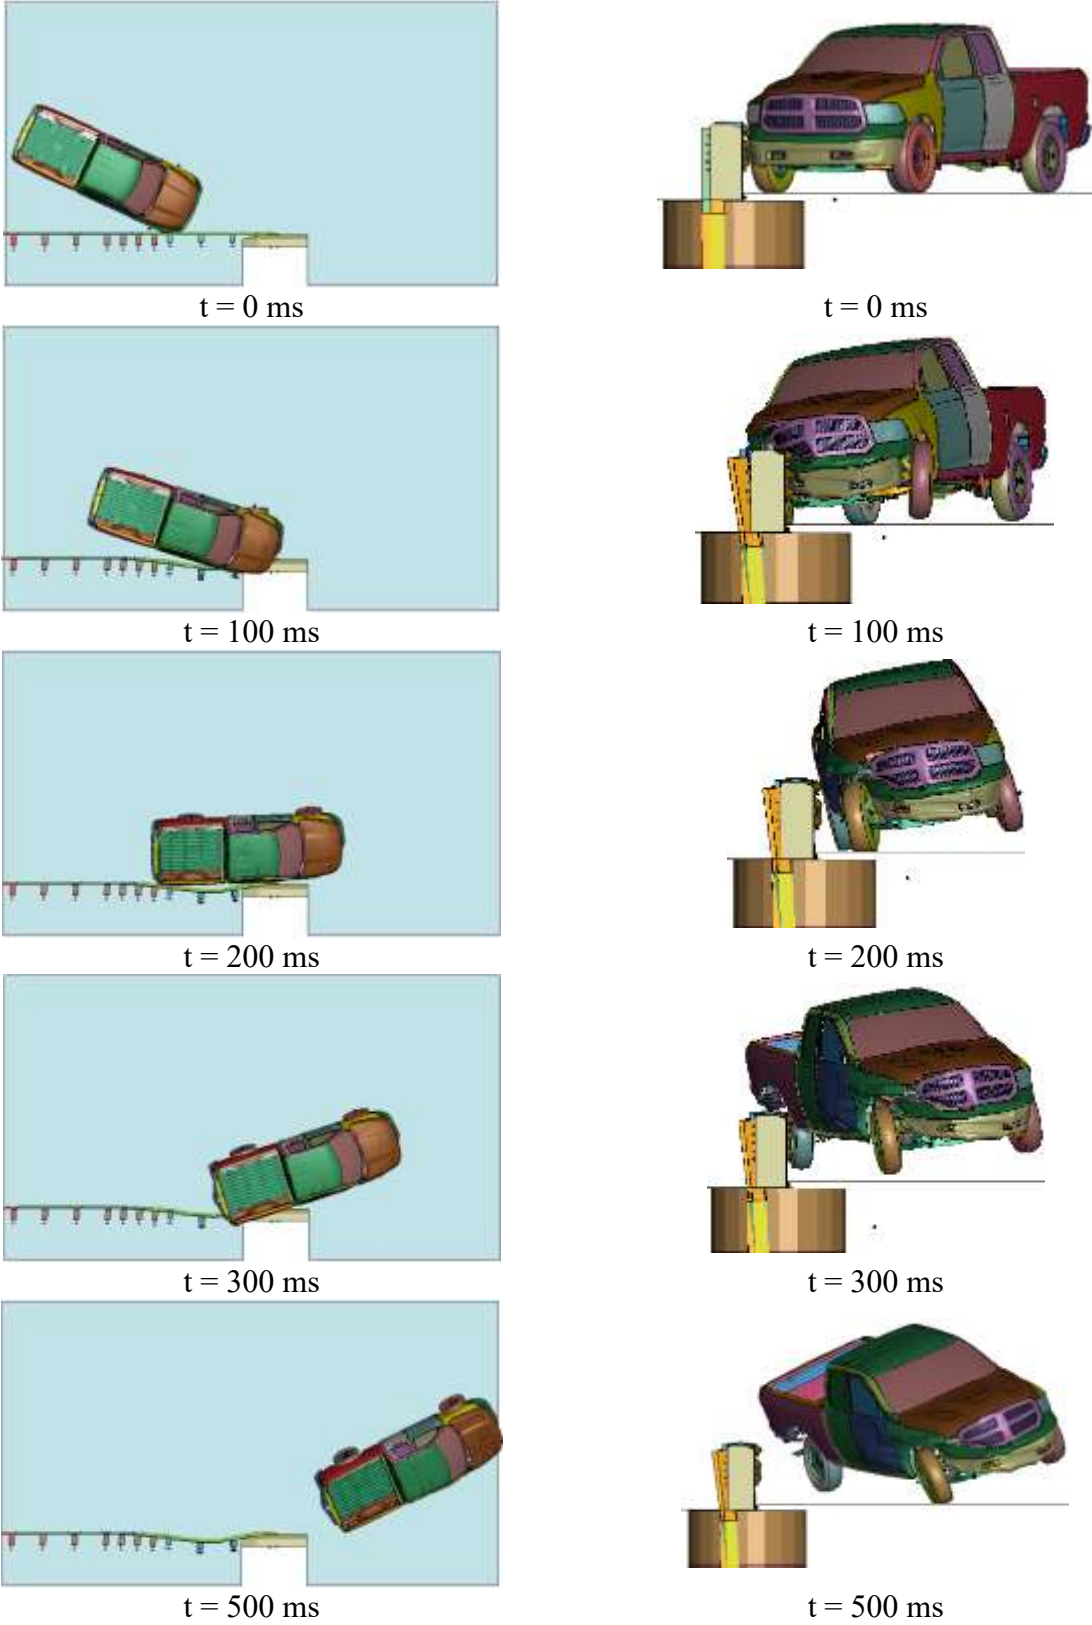 t = 0 ms t = 0 ms
t = 100 ms t = 100 ms
t = 200 ms t = 200 ms
t = 300 ms t = 300 ms
t = 500 ms t = 500 ms